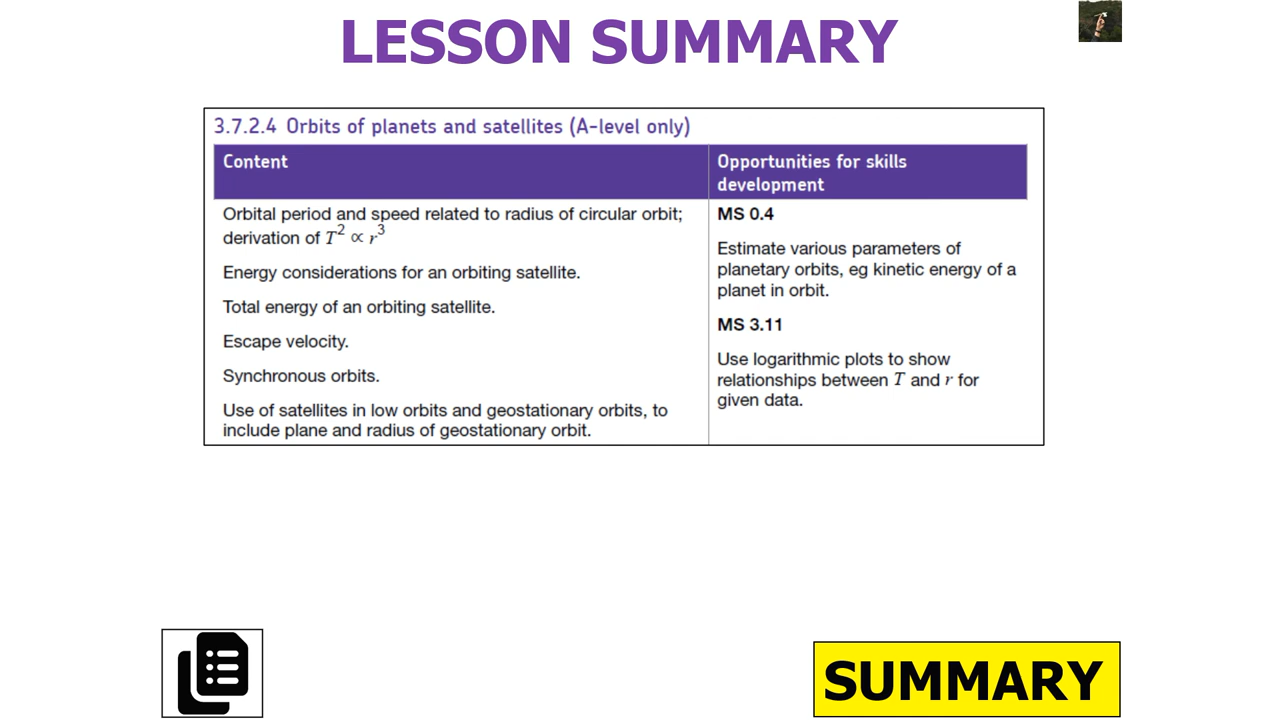 LESSON SUMMARY
3.7.2.4 Orbits of planets and satellites (A-level only)
Content
Opportunities for skills
development
Orbital period and speed related to radius of circular orbit;
derivation of T² ∝ r³
Energy considerations for an orbiting satellite.
Total energy of an orbiting satellite.
Escape velocity.
Synchronous orbits.
Use of satellites in low orbits and geostationary orbits, to
include plane and radius of geostationary orbit.
MS 0.4
Estimate various parameters of
planetary orbits, eg kinetic energy of a
planet in orbit.
MS 3.11
Use logarithmic plots to show
relationships between T and r for
given data.
SUMMARY